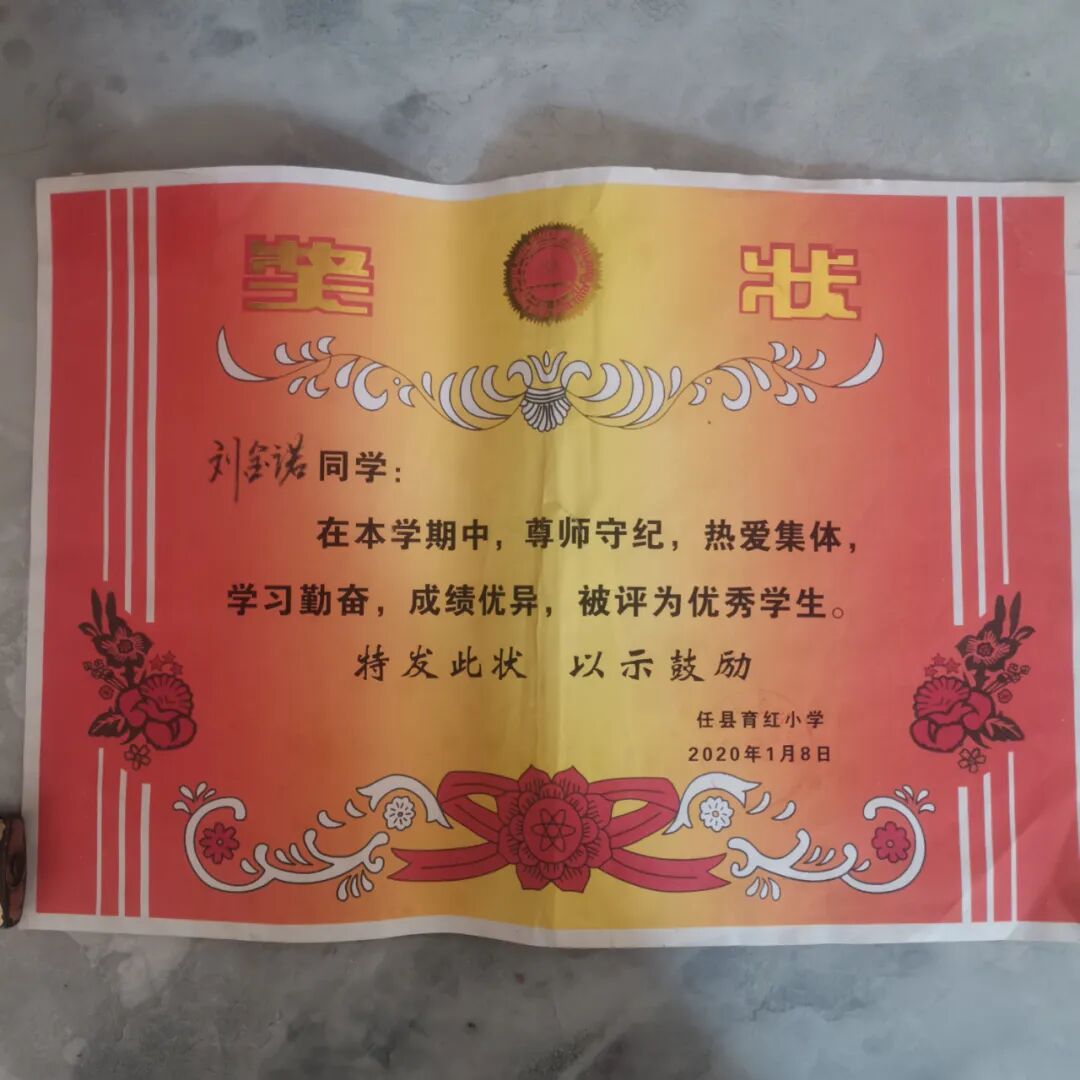 奖 状
刘金诺同学：
在本学期中，尊师守纪，热爱集体，
学习勤奋，成绩优异，被评为优秀学生。
特发此状 以示鼓励
任县育红小学
2020年1月8日